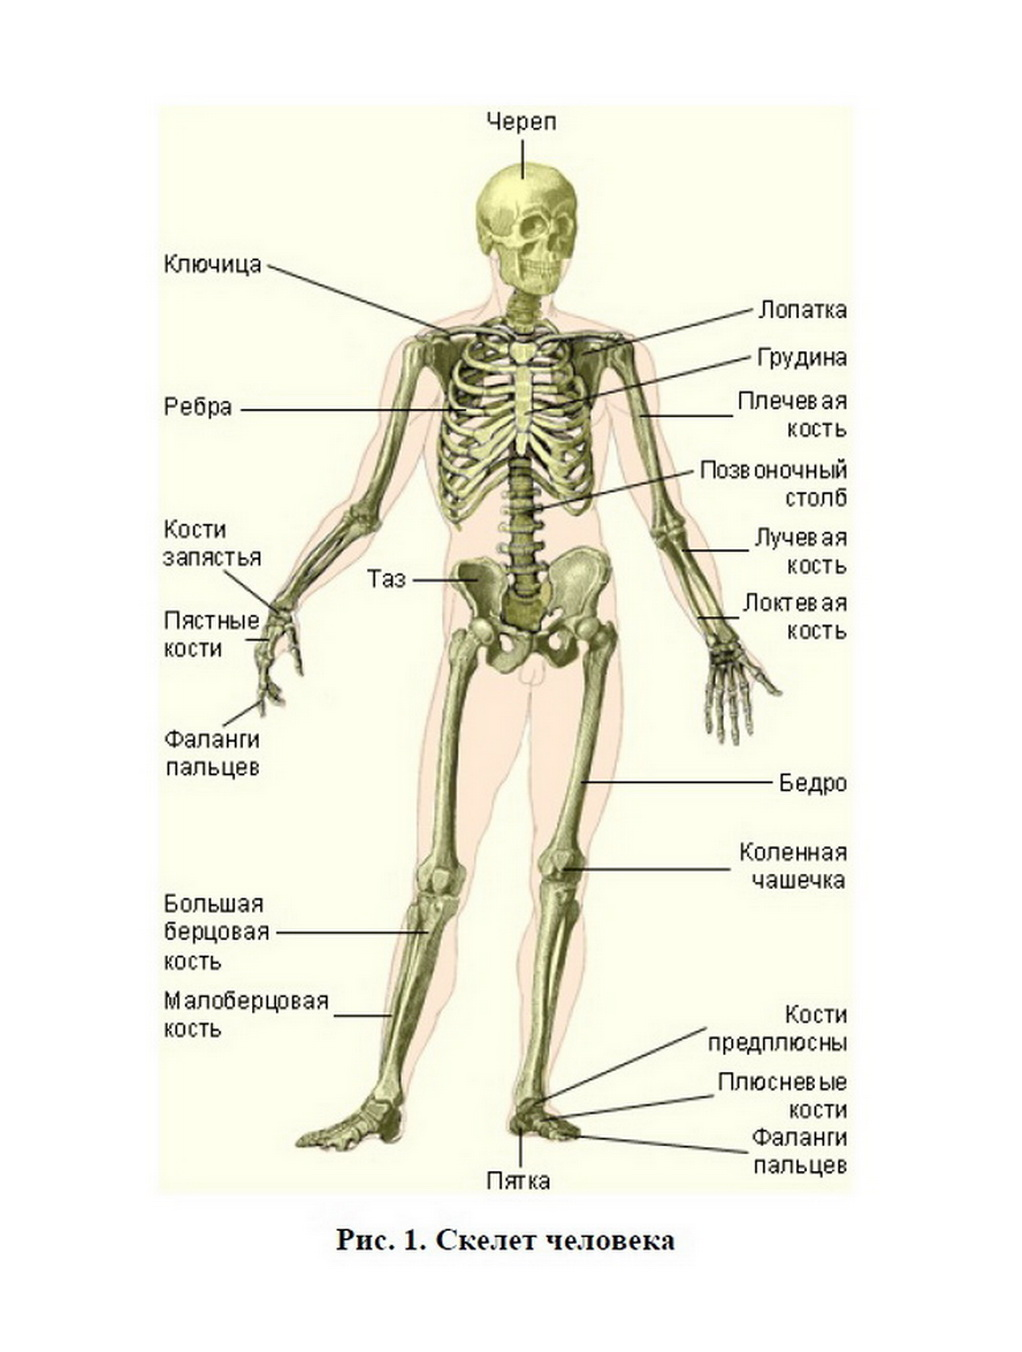 Череп
Ключица
Лопатка
Грудина
Ребра
Плечевая
кость
Позвоночный
столб
Кости
запястья
Лучевая
кость
Таз
Локтевая
кость
Пястные
кости
Фаланги
пальцев
Бедро
Коленная
чашечка
Большая
берцовая
кость
Малоберцовая
кость
Кости
предплюсны
Плюсневые
кости
Фаланги
пальцев
Пятка
Рис. 1. Скелет человека